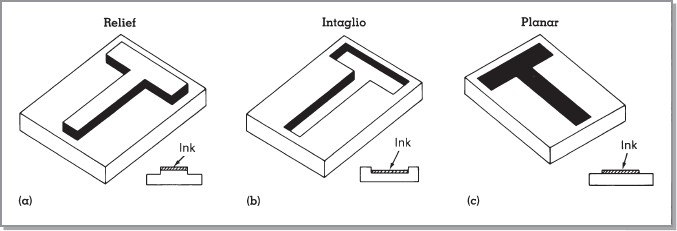 Relief
Intaglio
Planar
Ink
Ink
Ink
(a)
(b)
(c)